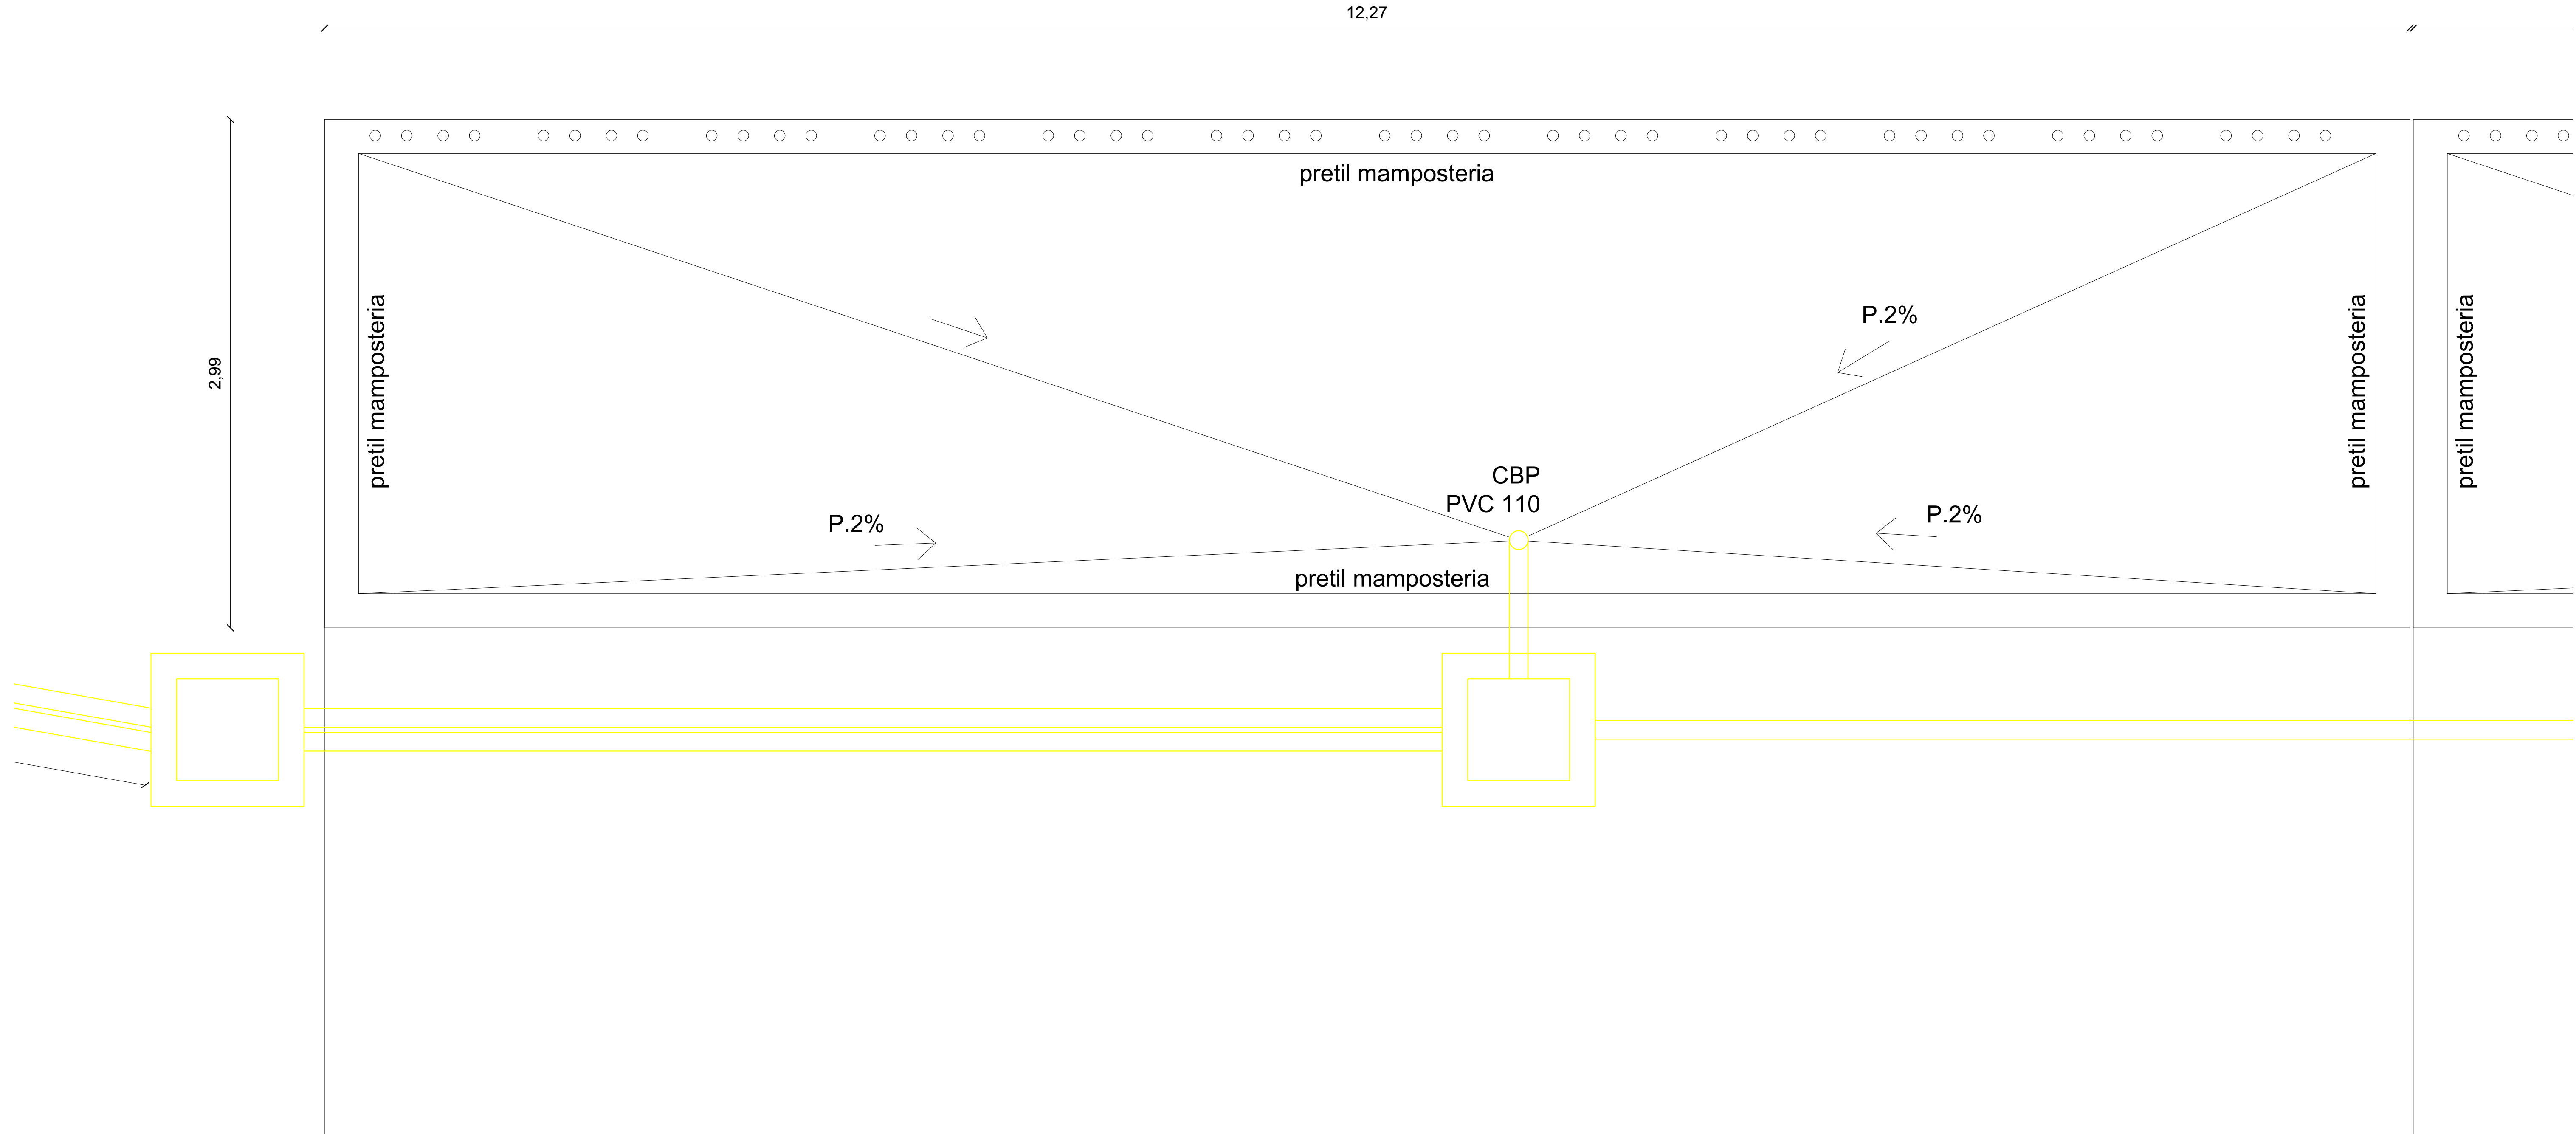 12,27
pretil mamposteria
pretil mamposteria
2,99
P.2%
pretil mamposteria
pretil mamposteria
CBP
PVC 110
P.2%
P.2%
pretil mamposteria